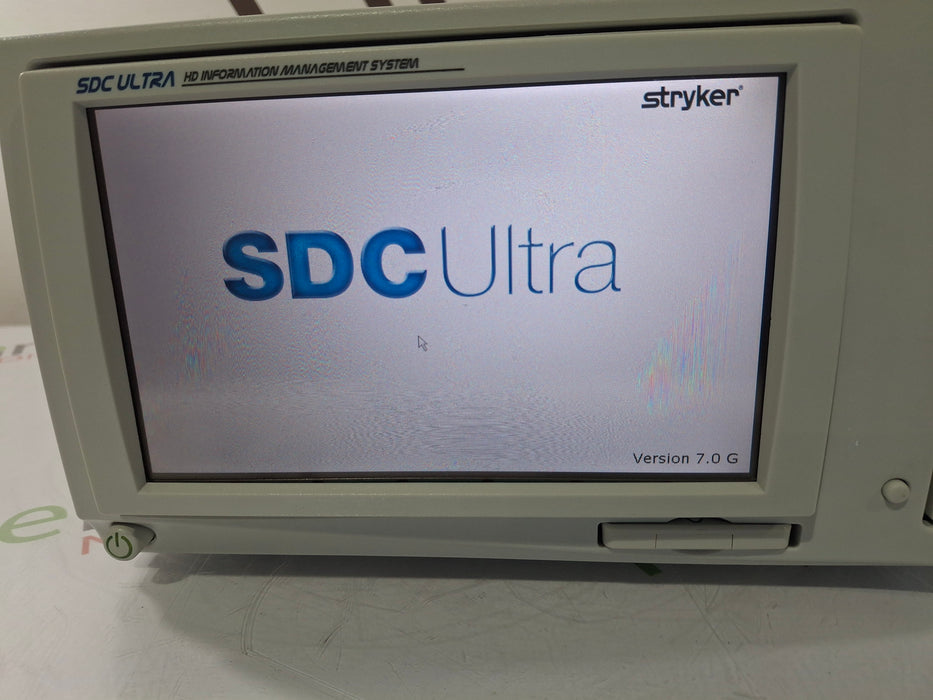 SDC ULTRA HD INFORMATION MANAGEMENT SYSTEM
stryker®
SDC Ultra
Version 7.0 G